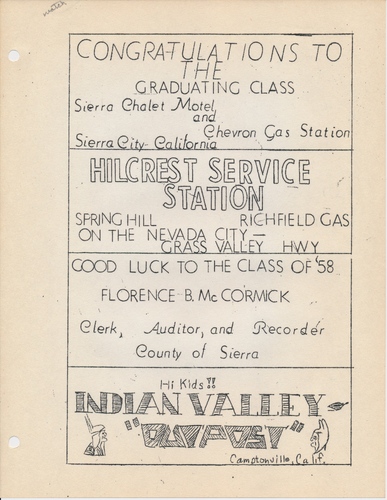 CONGRATULATIONS TO
THE
GRADUATING CLASS
Sierra Chalet Motel
and
Chevron Gas Station
Sierra City-California
HILCREST SERVICE
STATION
SPRING HILL RICHFIELD GAS
ON THE NEVADA CITY —
GRASS VALLEY HWY
GOOD LUCK TO THE CLASS OF '58
FLORENCE B. McCORMICK
Clerk, Auditor, and Recorder
County of Sierra
Hi Kids!!
INDIAN VALLEY
"OUTPOST"
Camptonville, Calif.